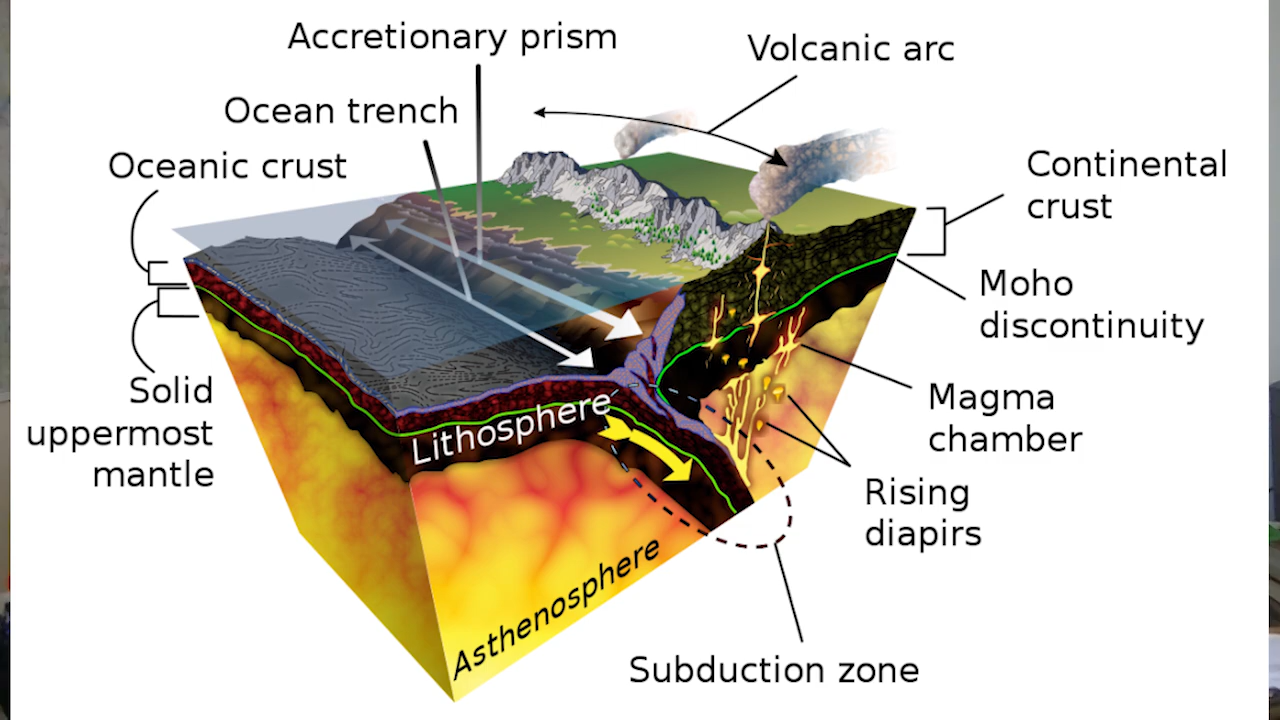 Accretionary prism
Volcanic arc
Ocean trench
Oceanic crust
Continental
crust
Moho
discontinuity
Solid
uppermost
mantle
Lithosphere
Magma
chamber
Rising
diapirs
Asthenosphere
Subduction zone